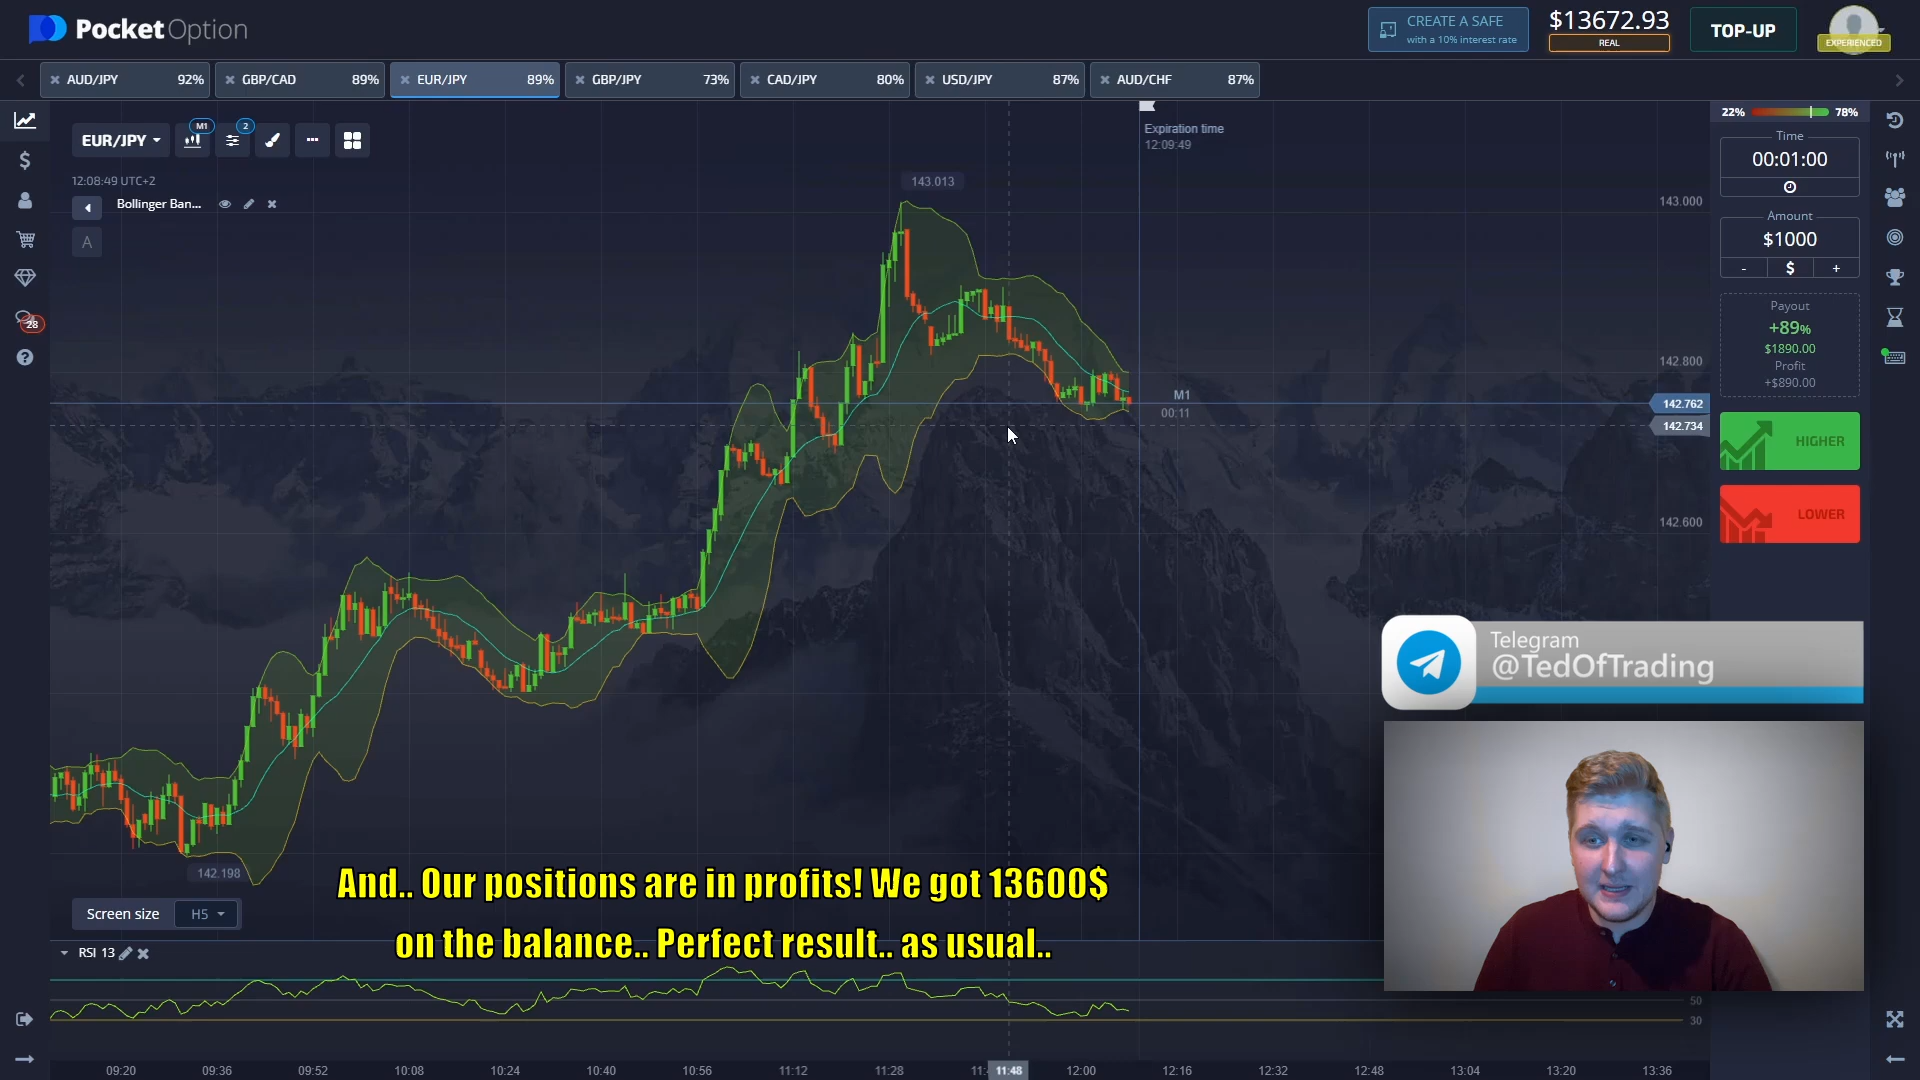 PocketOption
CREATE A SAFE
with a 10% interest rate
$13672.93
REAL
TOP-UP
EXPERIENCED
AUD/JPY 92%
GBP/CAD 89%
EUR/JPY 89%
GBP/JPY 73%
CAD/JPY 80%
USD/JPY 87%
AUD/CHF 87%
EUR/JPY
M1
2
12:08:49 UTC+2
Bollinger Ban...
A
28
Expiration time
12:09:49
143.013
143.000
142.800
M1
00:11
142.762
142.734
142.600
142.198
22% 78%
Time
00:01:00
Amount
$1000
- $ +
Payout
+89%
$1890.00
Profit
+$890.00
HIGHER
LOWER
Telegram
@TedOfTrading
And.. Our positions are in profits! We got 13600$
on the balance.. Perfect result.. as usual..
Screen size H5
RSI 13
50
30
09:20 09:36 09:52 10:08 10:24 10:40 10:56 11:12 11:28 11:48 12:00 12:16 12:32 12:48 13:04 13:20 13:36